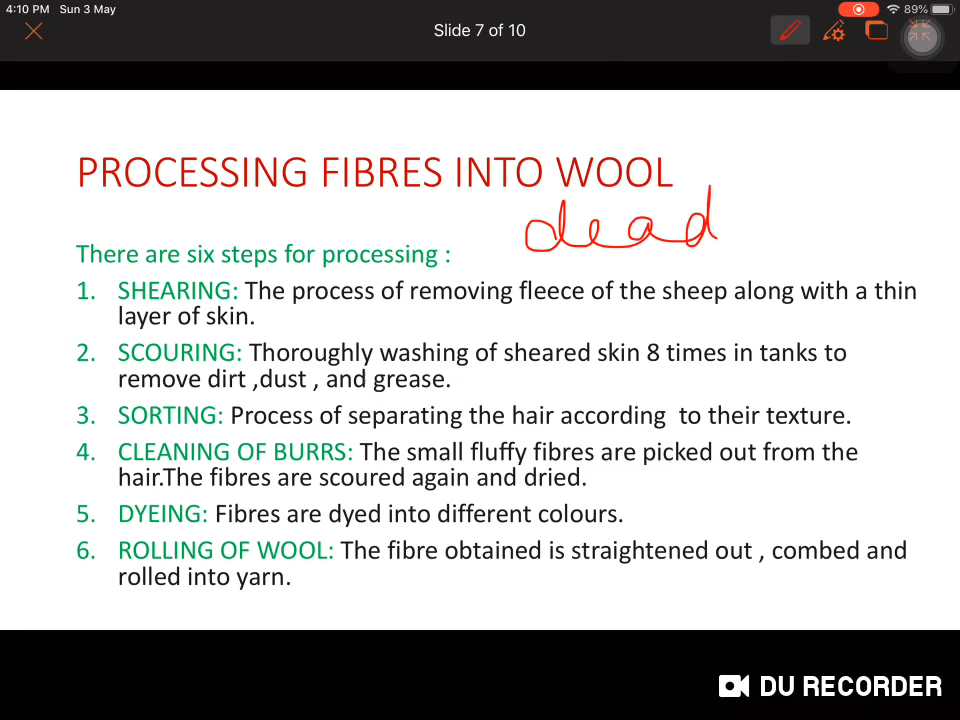 4:10 PM Sun 3 May 89%
Slide 7 of 10
PROCESSING FIBRES INTO WOOL
dead
There are six steps for processing :
1. SHEARING: The process of removing fleece of the sheep along with a thin
layer of skin.
2. SCOURING: Thoroughly washing of sheared skin 8 times in tanks to
remove dirt ,dust , and grease.
3. SORTING: Process of separating the hair according  to their texture.
4. CLEANING OF BURRS: The small fluffy fibres are picked out from the
hair.The fibres are scoured again and dried.
5. DYEING: Fibres are dyed into different colours.
6. ROLLING OF WOOL: The fibre obtained is straightened out , combed and
rolled into yarn.
DU RECORDER